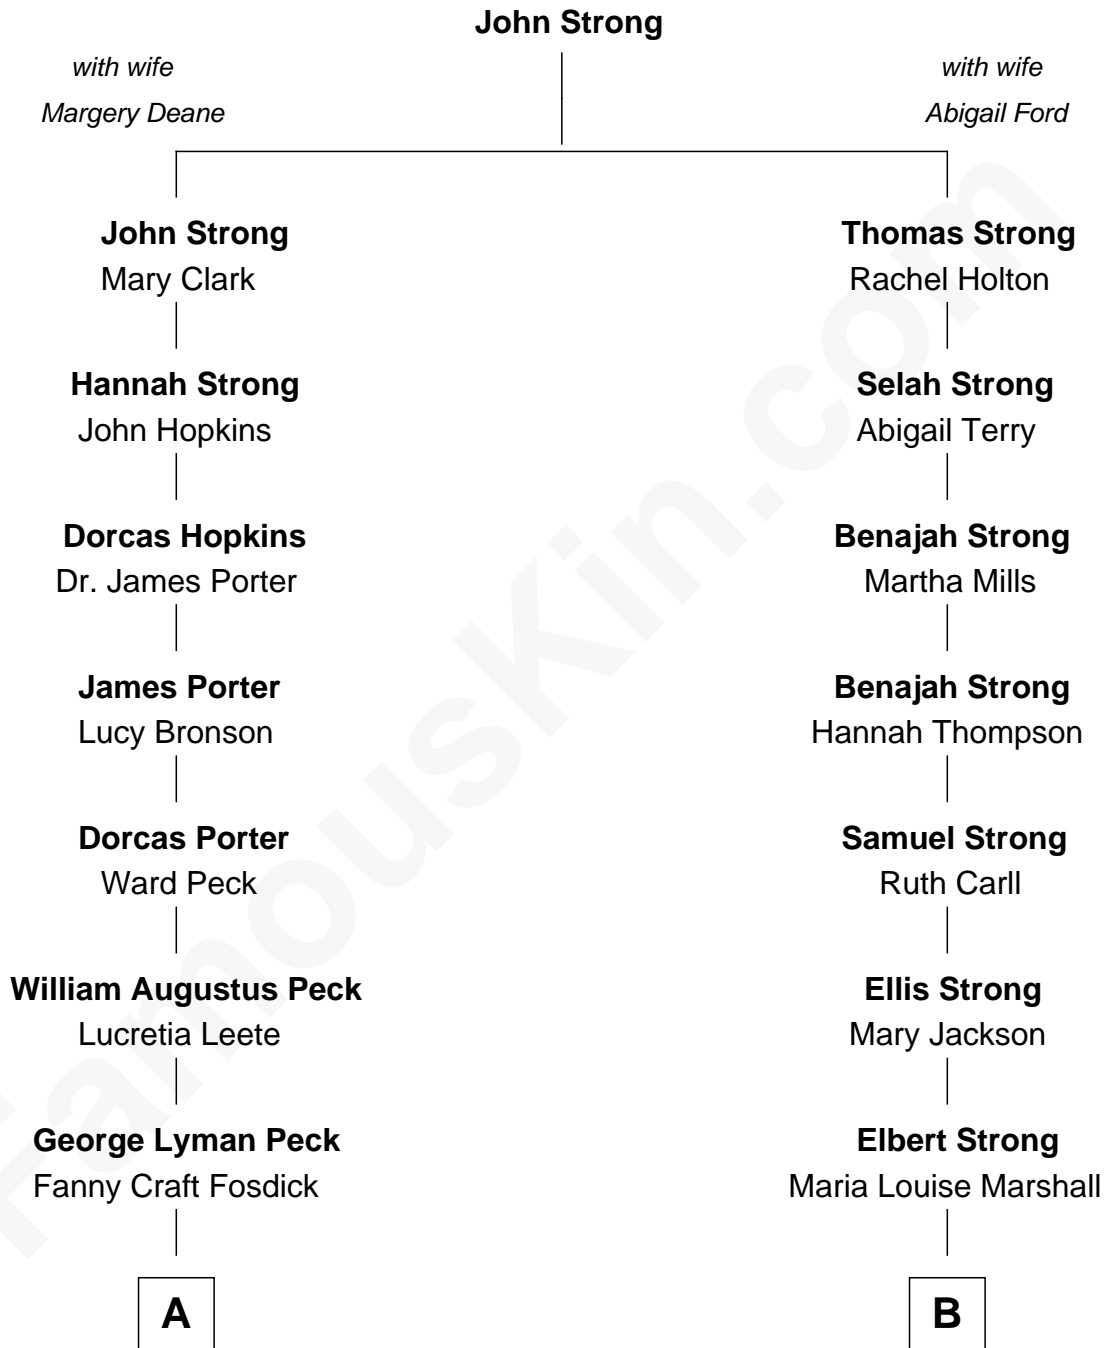 John Strong
with wife
Margery Deane
with wife
Abigail Ford
John Strong
Mary Clark
Thomas Strong
Rachel Holton
Hannah Strong
John Hopkins
Selah Strong
Abigail Terry
Dorcas Hopkins
Dr. James Porter
Benajah Strong
Martha Mills
James Porter
Lucy Bronson
Benajah Strong
Hannah Thompson
Dorcas Porter
Ward Peck
Samuel Strong
Ruth Carll
William Augustus Peck
Lucretia Leete
Ellis Strong
Mary Jackson
George Lyman Peck
Fanny Craft Fosdick
Elbert Strong
Maria Louise Marshall
A
B
FamousKin.com